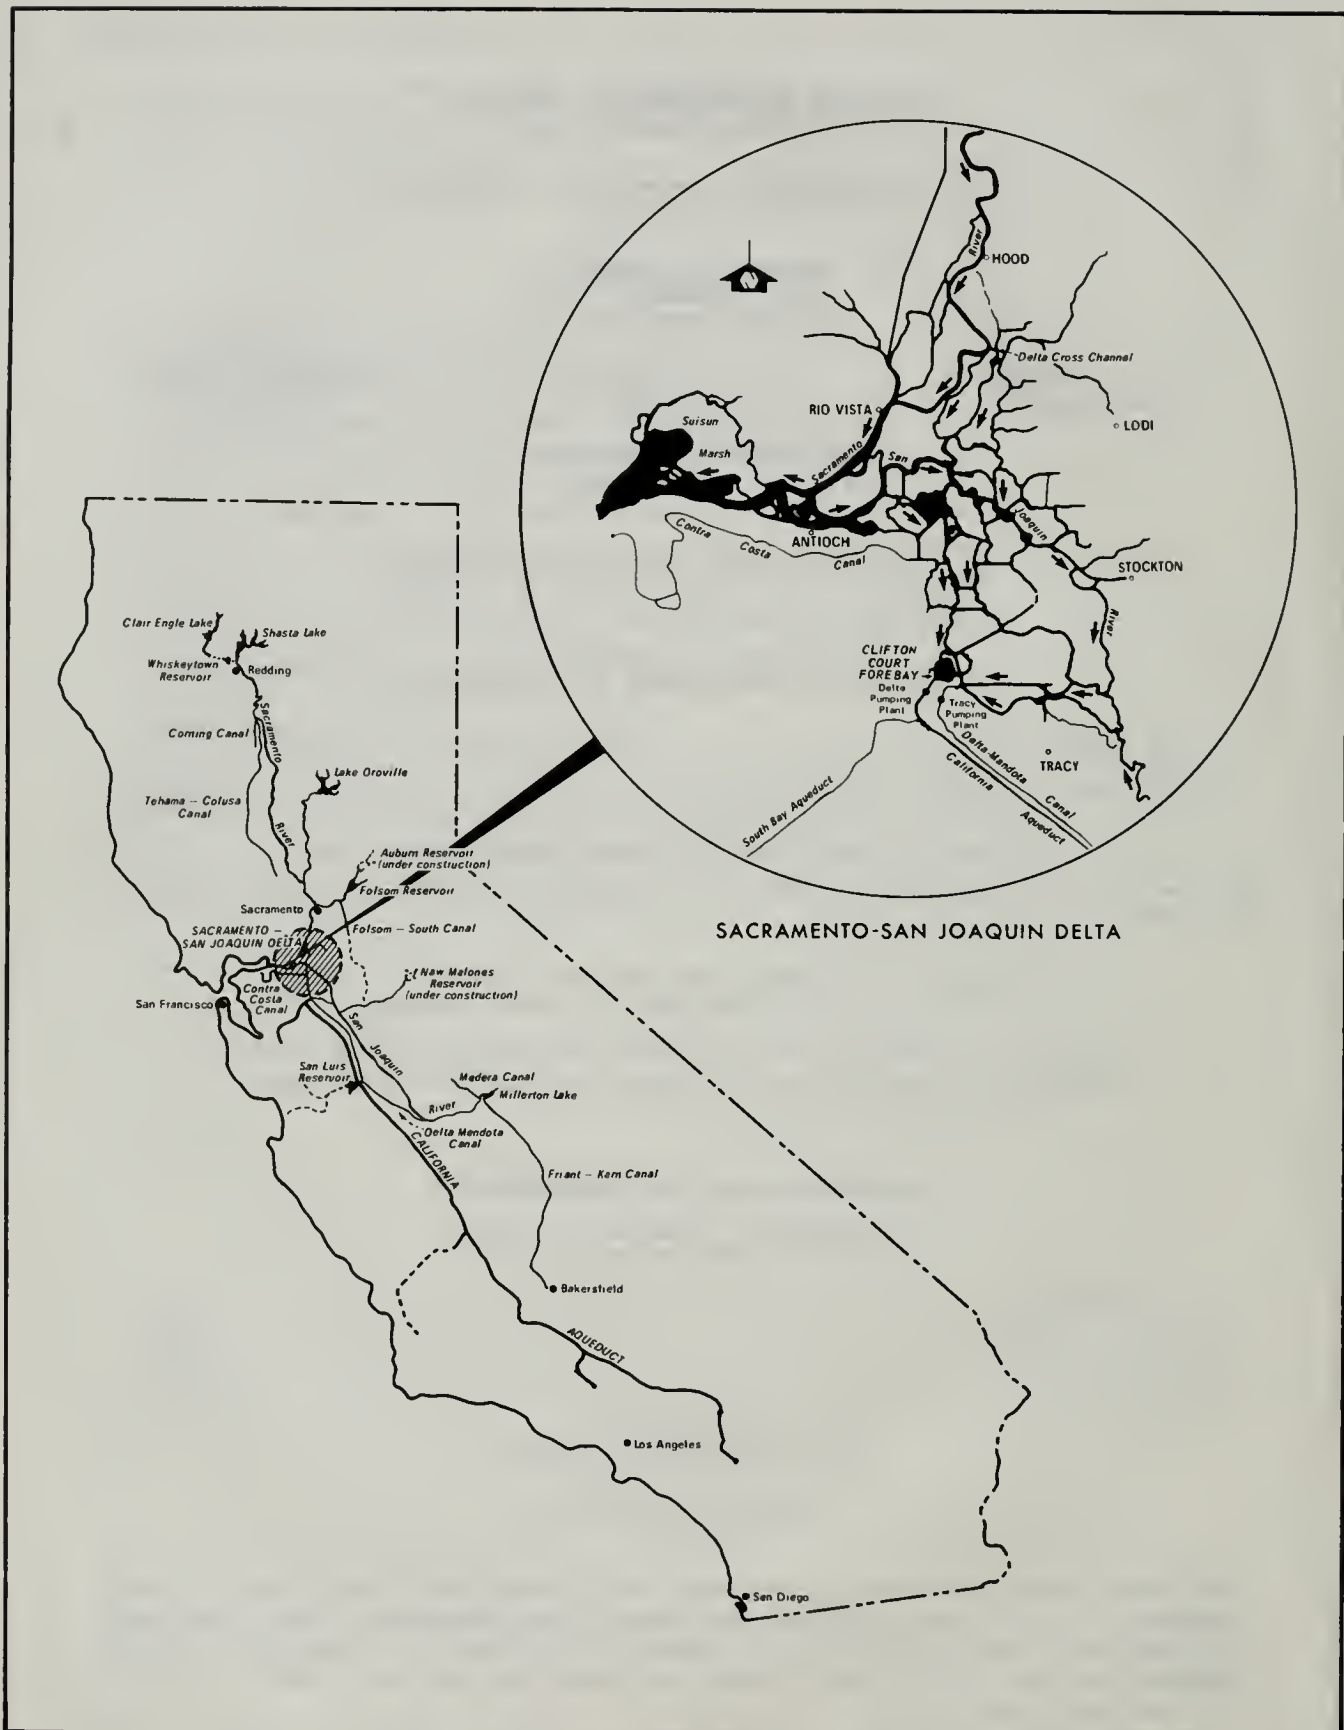 River
HOOD
Delta Cross Channel
RIO VISTA
LODI
Suisun
Marsh
Sacramento
San
Joaquin
River
Contra
Costa
Canal
ANTIOCH
STOCKTON
CLIFTON
COURT
FOREBAY
Delta
Pumping
Plant
Tracy
Pumping
Plant
TRACY
Delta-Mandota
Canal
California
Aqueduct
South Bay Aqueduct
SACRAMENTO-SAN JOAQUIN DELTA
Clair Engle Lake
Shasta Lake
Whiskeytown
Reservoir
Redding
Sacramento
River
Corning Canal
Tehama – Colusa
Canal
Lake Oroville
Auburn Reservoir
(under construction)
Folsom Reservoir
Sacramento
SACRAMENTO –
SAN JOAQUIN DELTA
Folsom – South Canal
New Melones
Reservoir
(under construction)
Contra
Costa
Canal
San Francisco
San
Joaquin
River
San Luis
Reservoir
Madera Canal
Millerton Lake
Delta Mendota
Canal
CALIFORNIA
AQUEDUCT
Friant – Kern Canal
Bakersfield
Los Angeles
San Diego